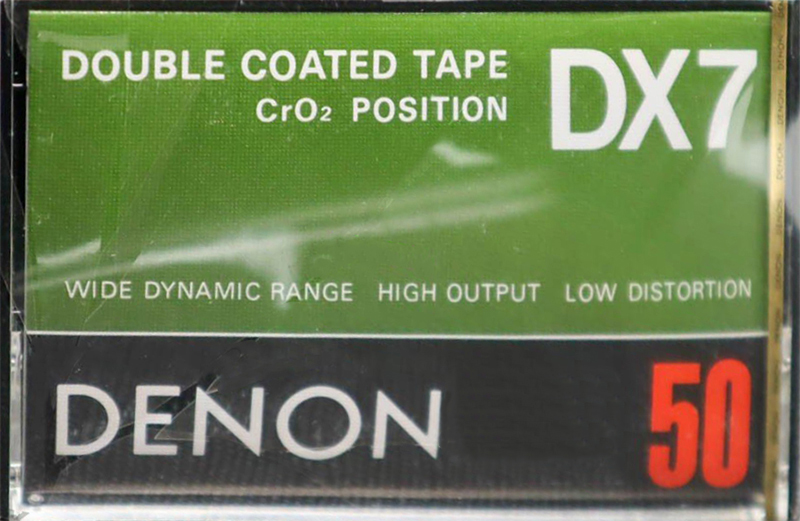 DOUBLE COATED TAPE
DX7
CrO₂ POSITION
WIDE DYNAMIC RANGE HIGH OUTPUT LOW DISTORTION
DENON
50